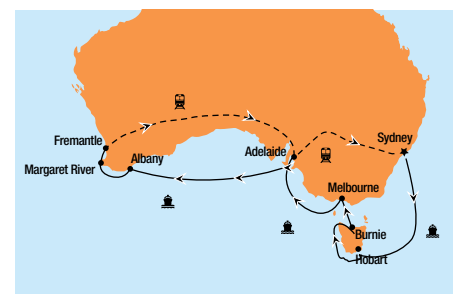 Fremantle
Sydney
Adelaide
Albany
Margaret River
Melbourne
Burnie
Hobart